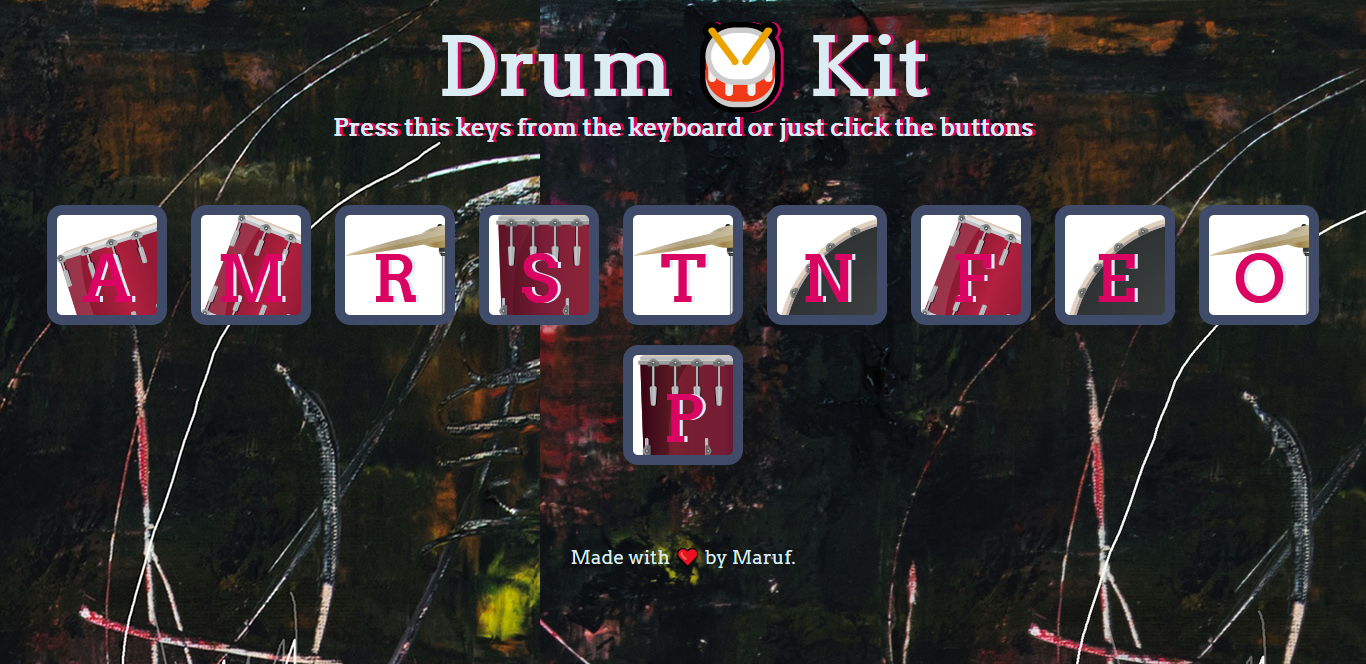 Drum 🥁 Kit
Press this keys from the keyboard or just click the buttons
A M R S T N F E O
P
Made with ❤️ by Maruf.